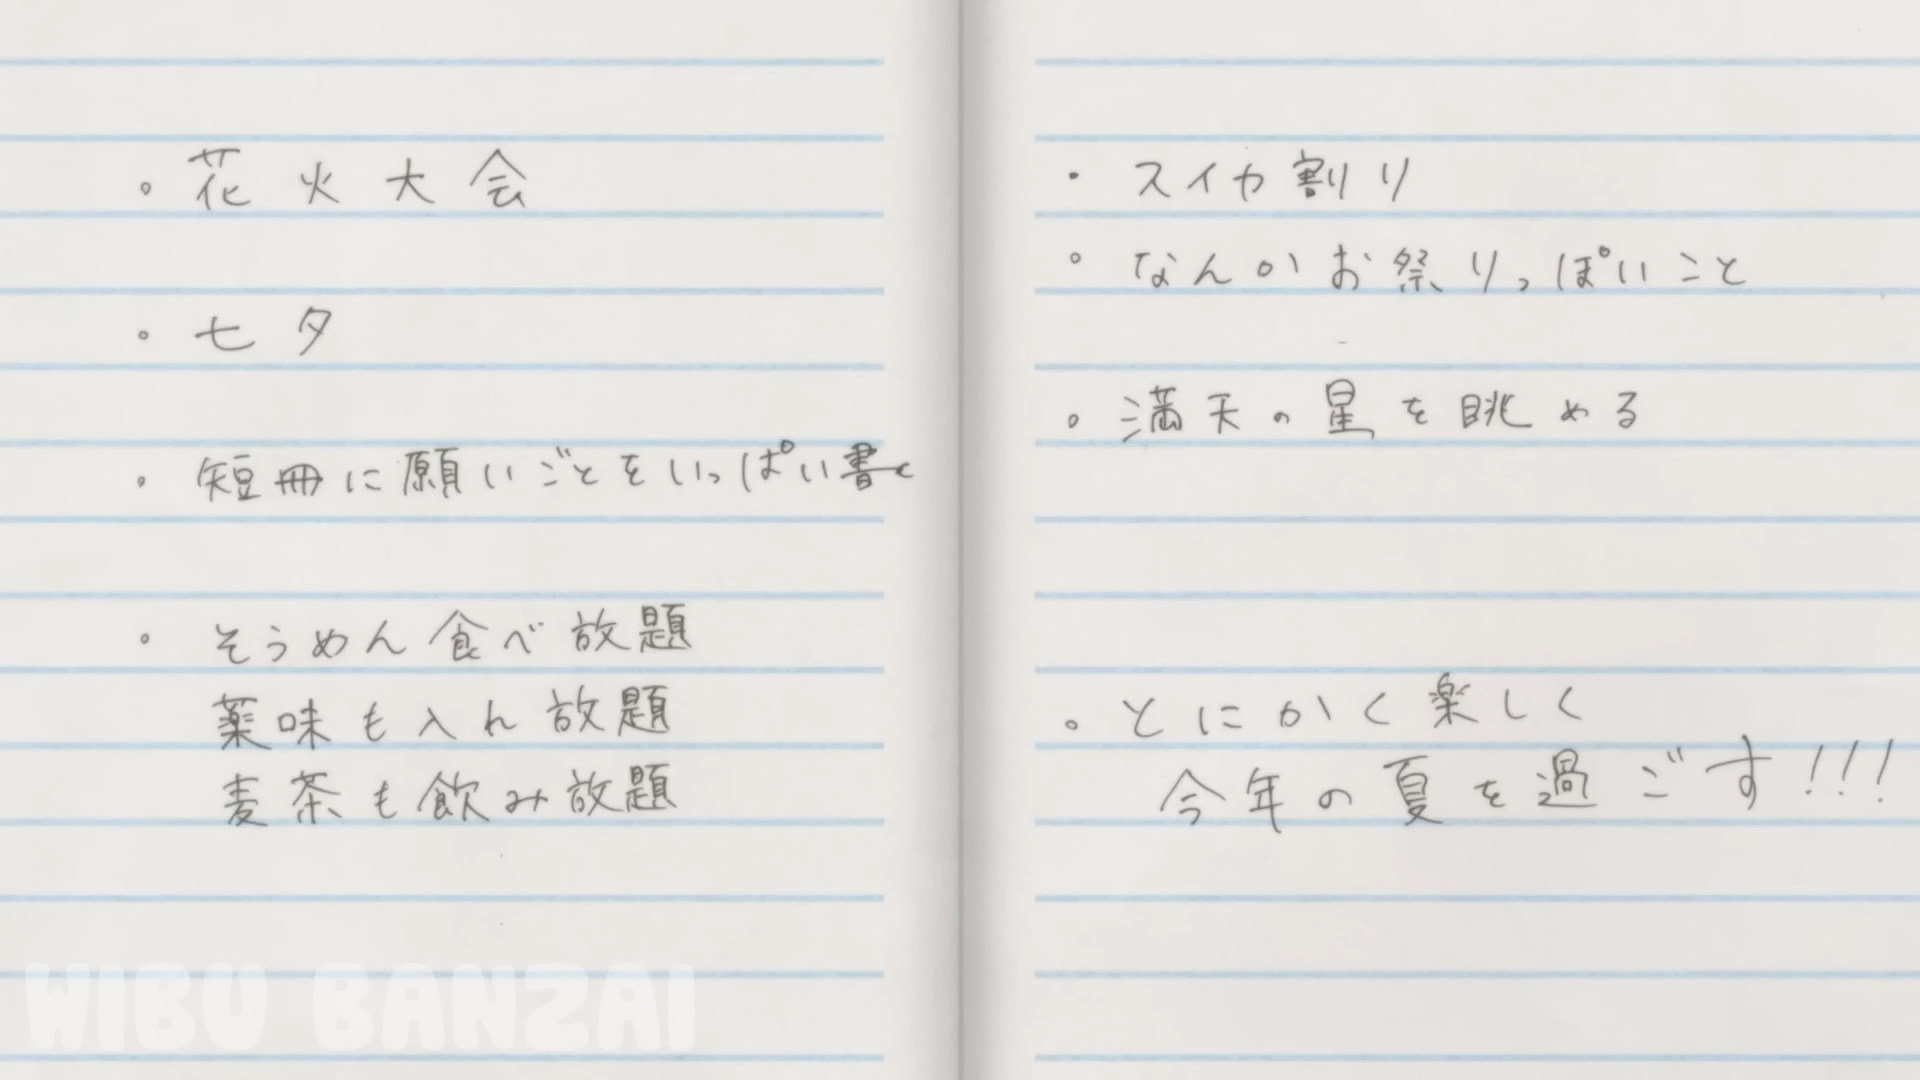 。花火大会
。七夕
。短冊に願いごとをいっぱい書く
。そうめん食べ放題
薬味も入れ放題
麦茶も飲み放題
・スイカ割り
。なんかお祭りっぽいこと
。満天の星を眺める
。とにかく楽しく
今年の夏を過ごす!!!
WIBU BANZAI